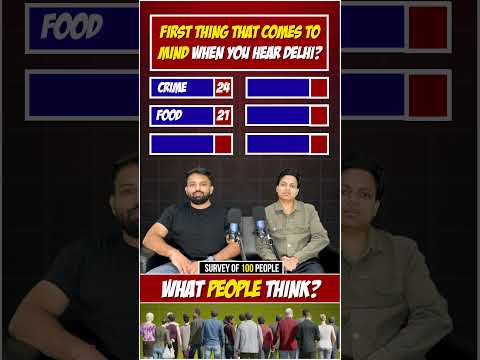 FOOD
FIRST THING THAT COMES TO
MIND WHEN YOU HEAR DELHI?
CRIME 24
FOOD 21
SURVEY OF 100 PEOPLE
WHAT PEOPLE THINK?